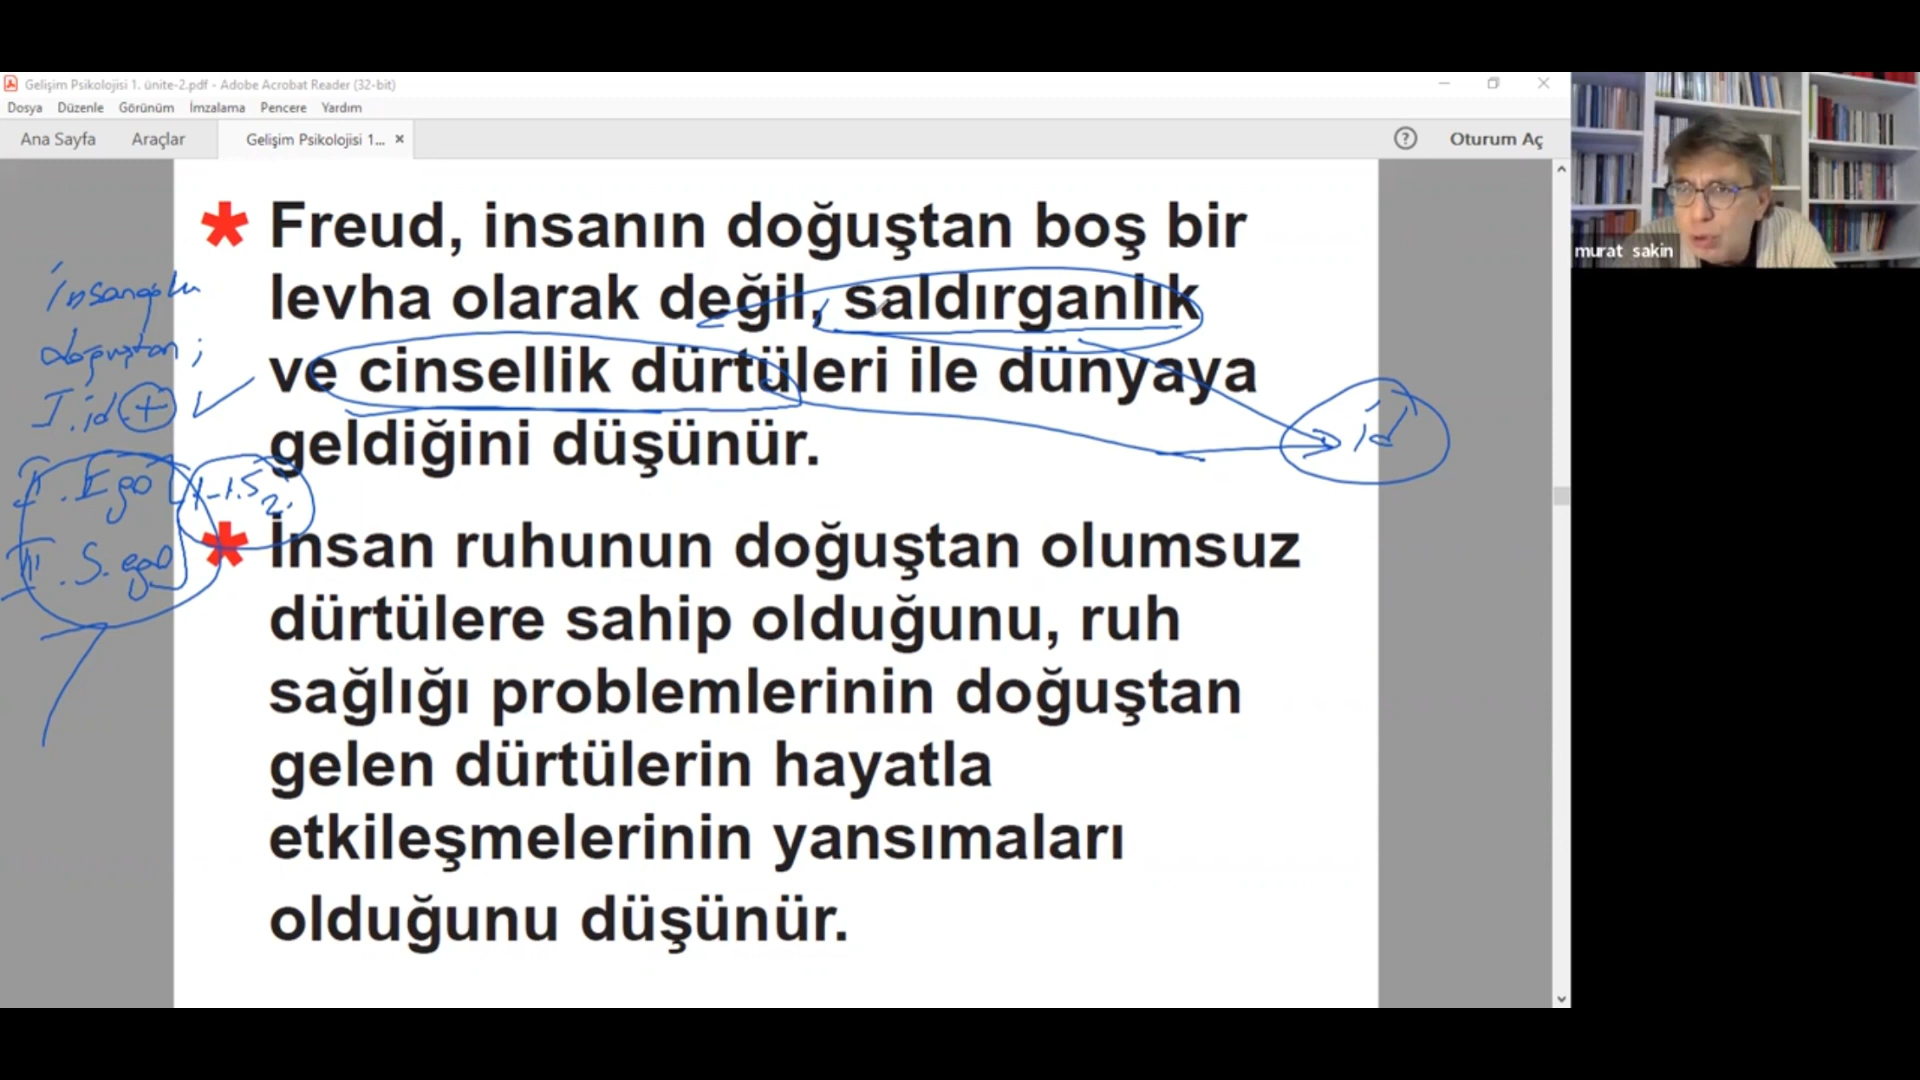 Gelişim Psikolojisi 1. ünite-2.pdf - Adobe Acrobat Reader (32-bit)
Dosya Düzenle Görünüm İmzalama Pencere Yardım
Ana Sayfa Araçlar Gelişim Psikolojisi 1... × ? Oturum Aç
murat sakin
* Freud, insanın doğuştan boş bir
levha olarak değil, saldırganlık
ve cinsellik dürtüleri ile dünyaya
geldiğini düşünür.
* İnsan ruhunun doğuştan olumsuz
dürtülere sahip olduğunu, ruh
sağlığı problemlerinin doğuştan
gelen dürtülerin hayatla
etkileşmelerinin yansımaları
olduğunu düşünür.
İnsanoğlu
doğuştan;
I. id + ✓
II. Ego 1-1.5
2.
III. S. ego
id